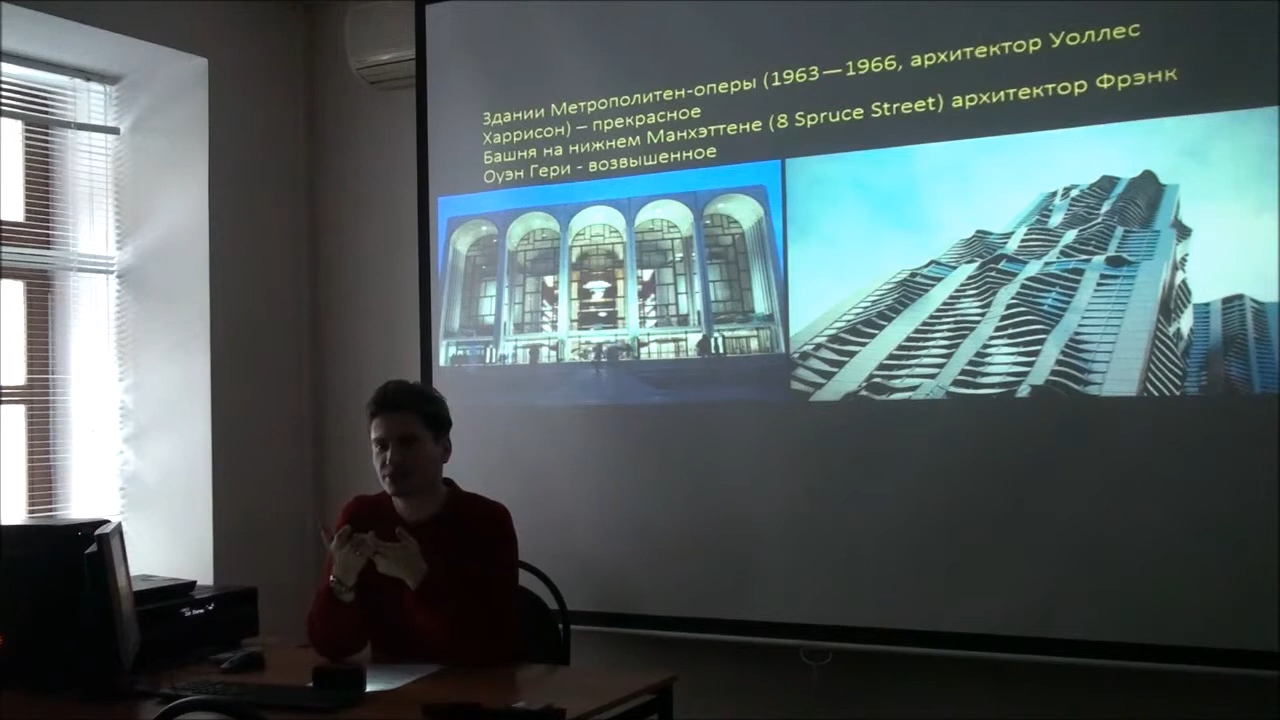 Здании Метрополитен-оперы (1963—1966, архитектор Уоллес
Харрисон) – прекрасное
Башня на нижнем Манхэттене (8 Spruce Street) архитектор Фрэнк
Оуэн Гери - возвышенное